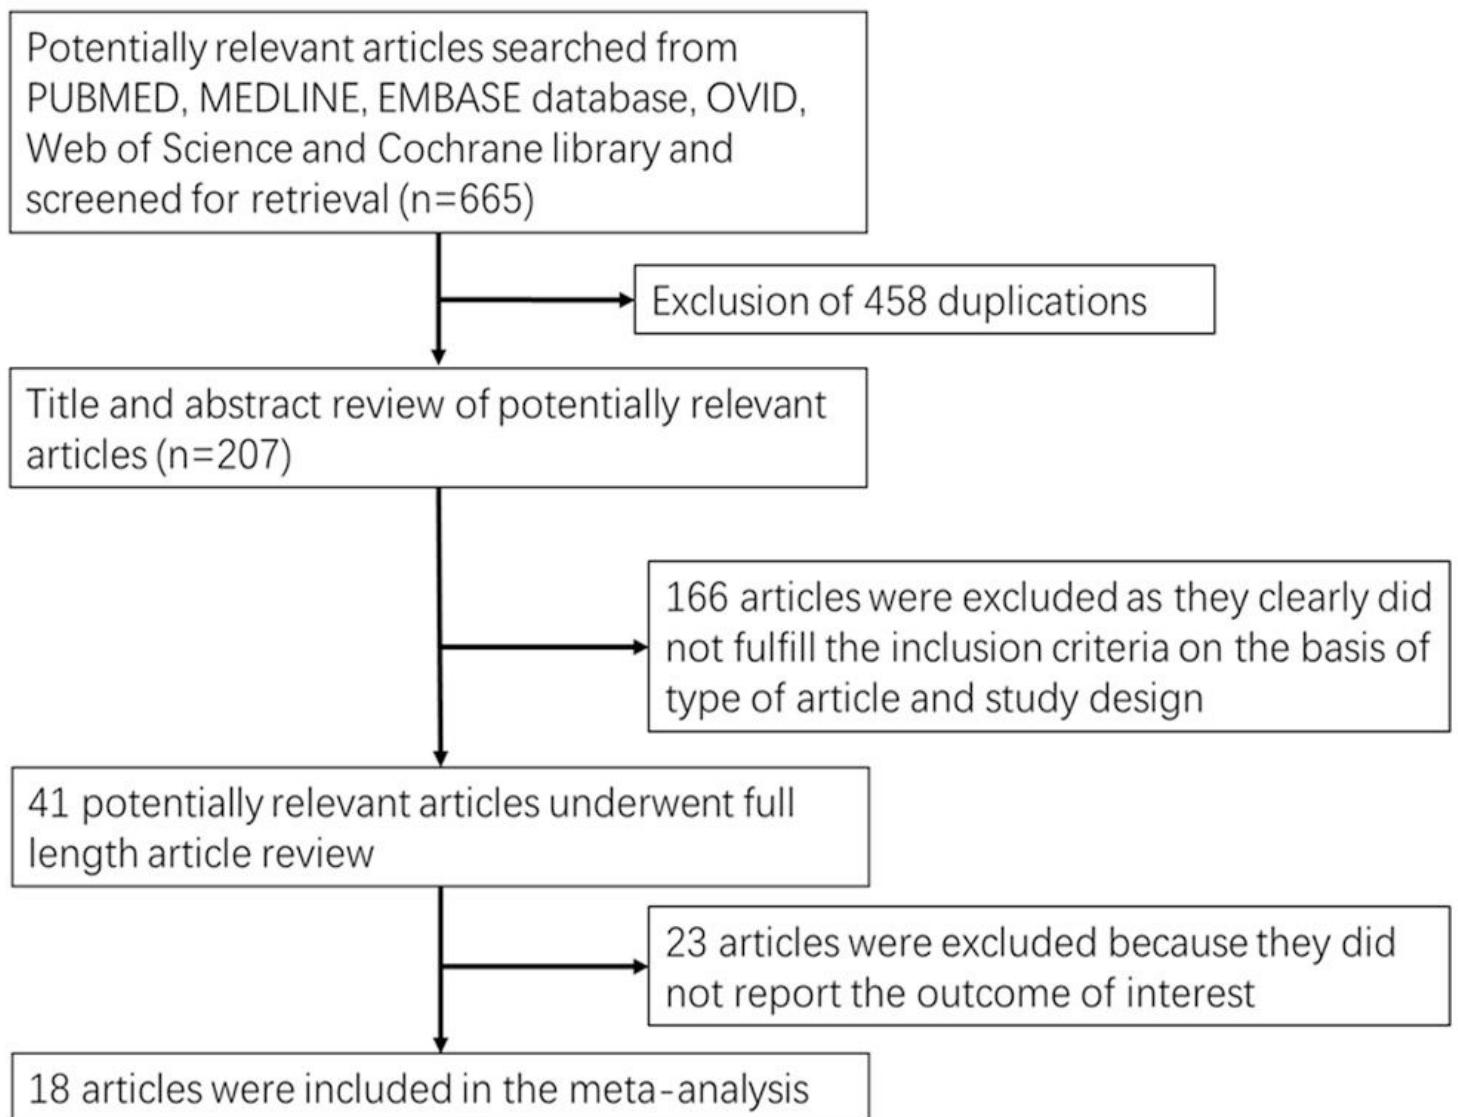 Potentially relevant articles searched from
PUBMED, MEDLINE, EMBASE database, OVID,
Web of Science and Cochrane library and
screened for retrieval (n=665)
Exclusion of 458 duplications
Title and abstract review of potentially relevant
articles (n=207)
166 articles were excluded as they clearly did
not fulfill the inclusion criteria on the basis of
type of article and study design
41 potentially relevant articles underwent full
length article review
23 articles were excluded because they did
not report the outcome of interest
18 articles were included in the meta-analysis